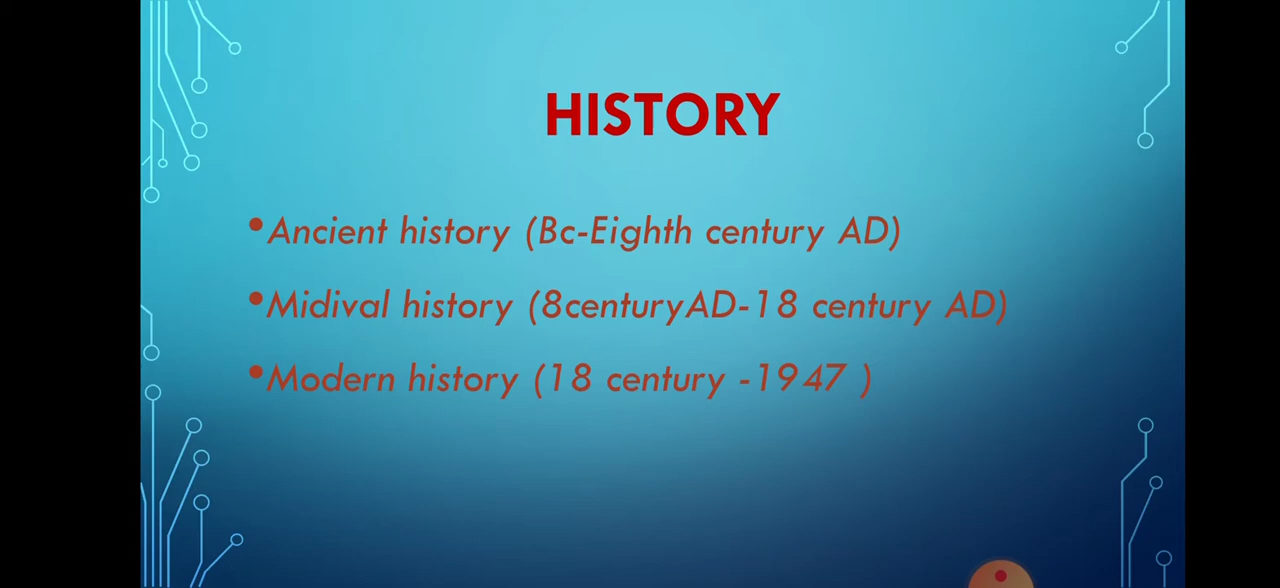 HISTORY
•Ancient history (Bc-Eighth century AD)
•Midival history (8centuryAD-18 century AD)
•Modern history (18 century -1947 )